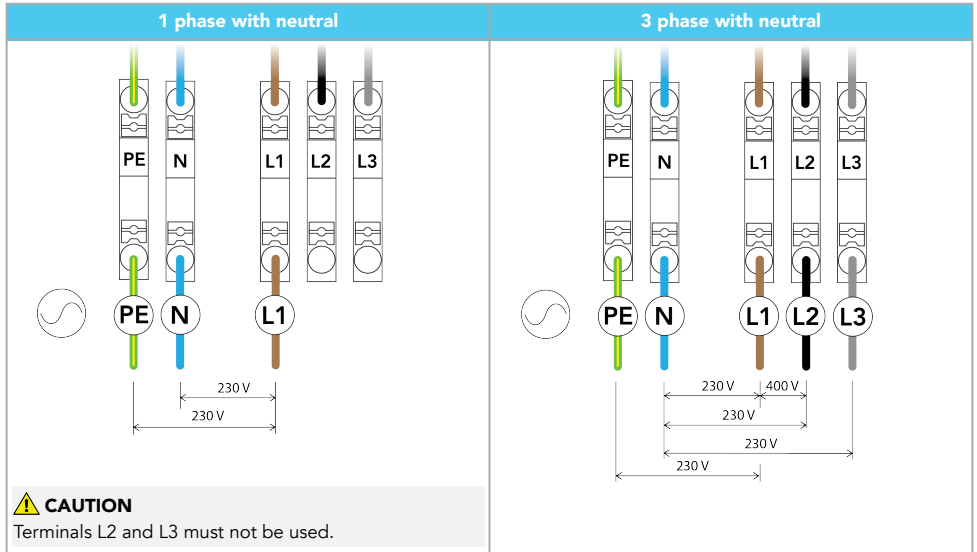 1 phase with neutral
PE N L1 L2 L3
PE N L1
230 V
230 V
CAUTION
Terminals L2 and L3 must not be used.
3 phase with neutral
PE N L1 L2 L3
PE N L1 L2 L3
230 V 400 V
230 V
230 V
230 V